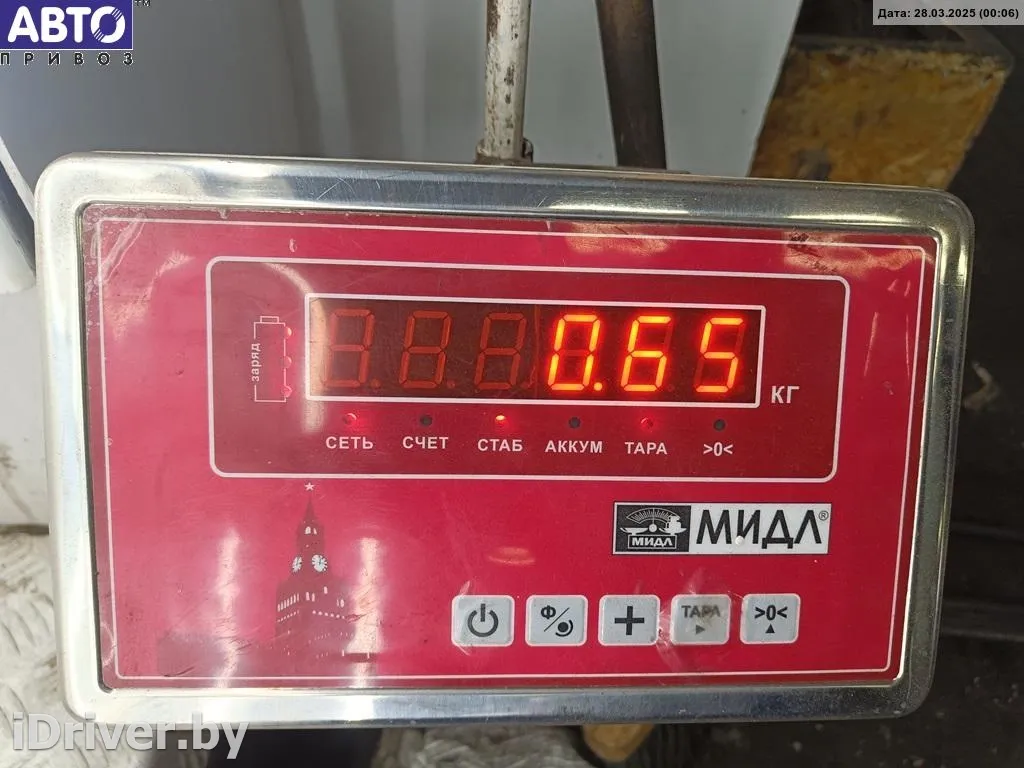 АВТО™
ПРИВОЗ
Дата: 28.03.2025 (00:06)
заряд
0.65
КГ
СЕТЬ СЧЕТ СТАБ АККУМ ТАРА >0<
МИДЛ
МИДЛ®
Ф/
+
ТАРА
>0<
iDriver.by